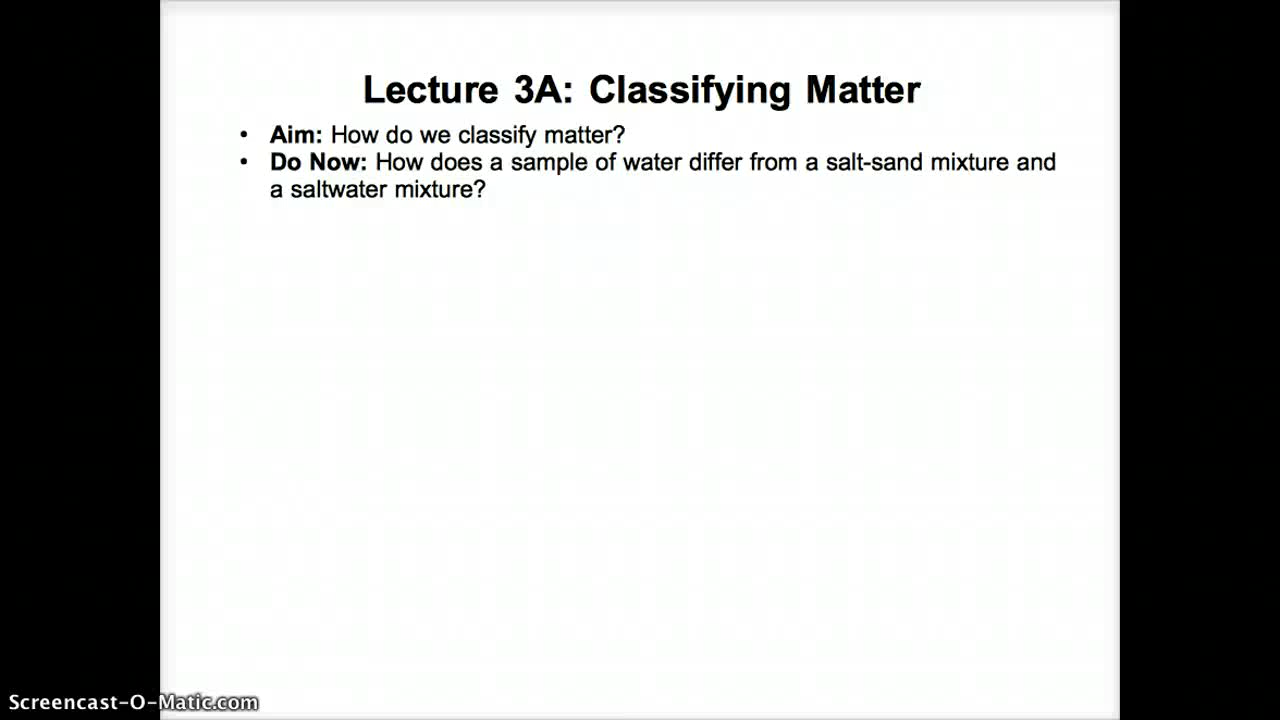 Lecture 3A: Classifying Matter
• Aim: How do we classify matter?
• Do Now: How does a sample of water differ from a salt-sand mixture and
a saltwater mixture?
Screencast-O-Matic.com